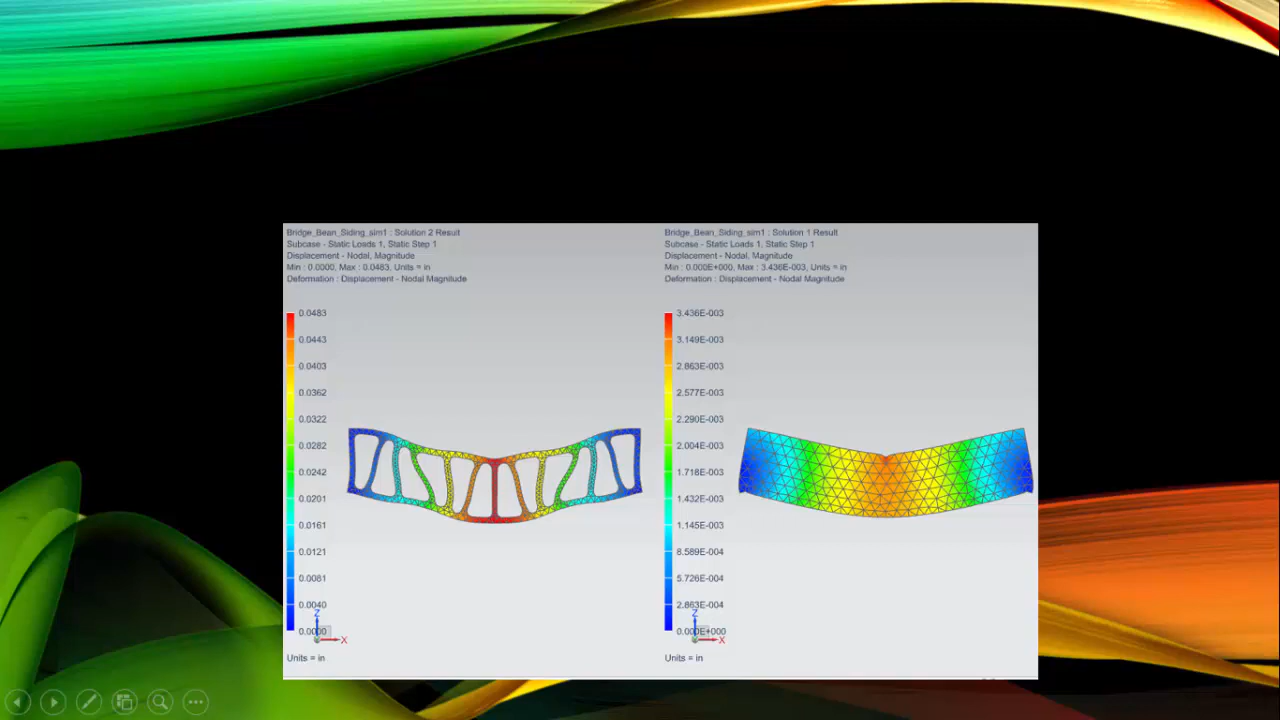 Bridge_Bean_Siding_sim1 : Solution 2 Result
Subcase - Static Loads 1, Static Step 1
Displacement - Nodal, Magnitude
Min : 0.0000, Max : 0.0483, Units = in
Deformation : Displacement - Nodal Magnitude
0.0483
0.0443
0.0403
0.0362
0.0322
0.0282
0.0242
0.0201
0.0161
0.0121
0.0081
0.0040
0.0000
Z
X
Units = in
Bridge_Bean_Siding_sim1 : Solution 1 Result
Subcase - Static Loads 1, Static Step 1
Displacement - Nodal, Magnitude
Min : 0.000E+000, Max : 3.436E-003, Units = in
Deformation : Displacement - Nodal Magnitude
3.436E-003
3.149E-003
2.863E-003
2.577E-003
2.290E-003
2.004E-003
1.718E-003
1.432E-003
1.145E-003
8.589E-004
5.726E-004
2.863E-004
0.000E+000
Z
X
Units = in